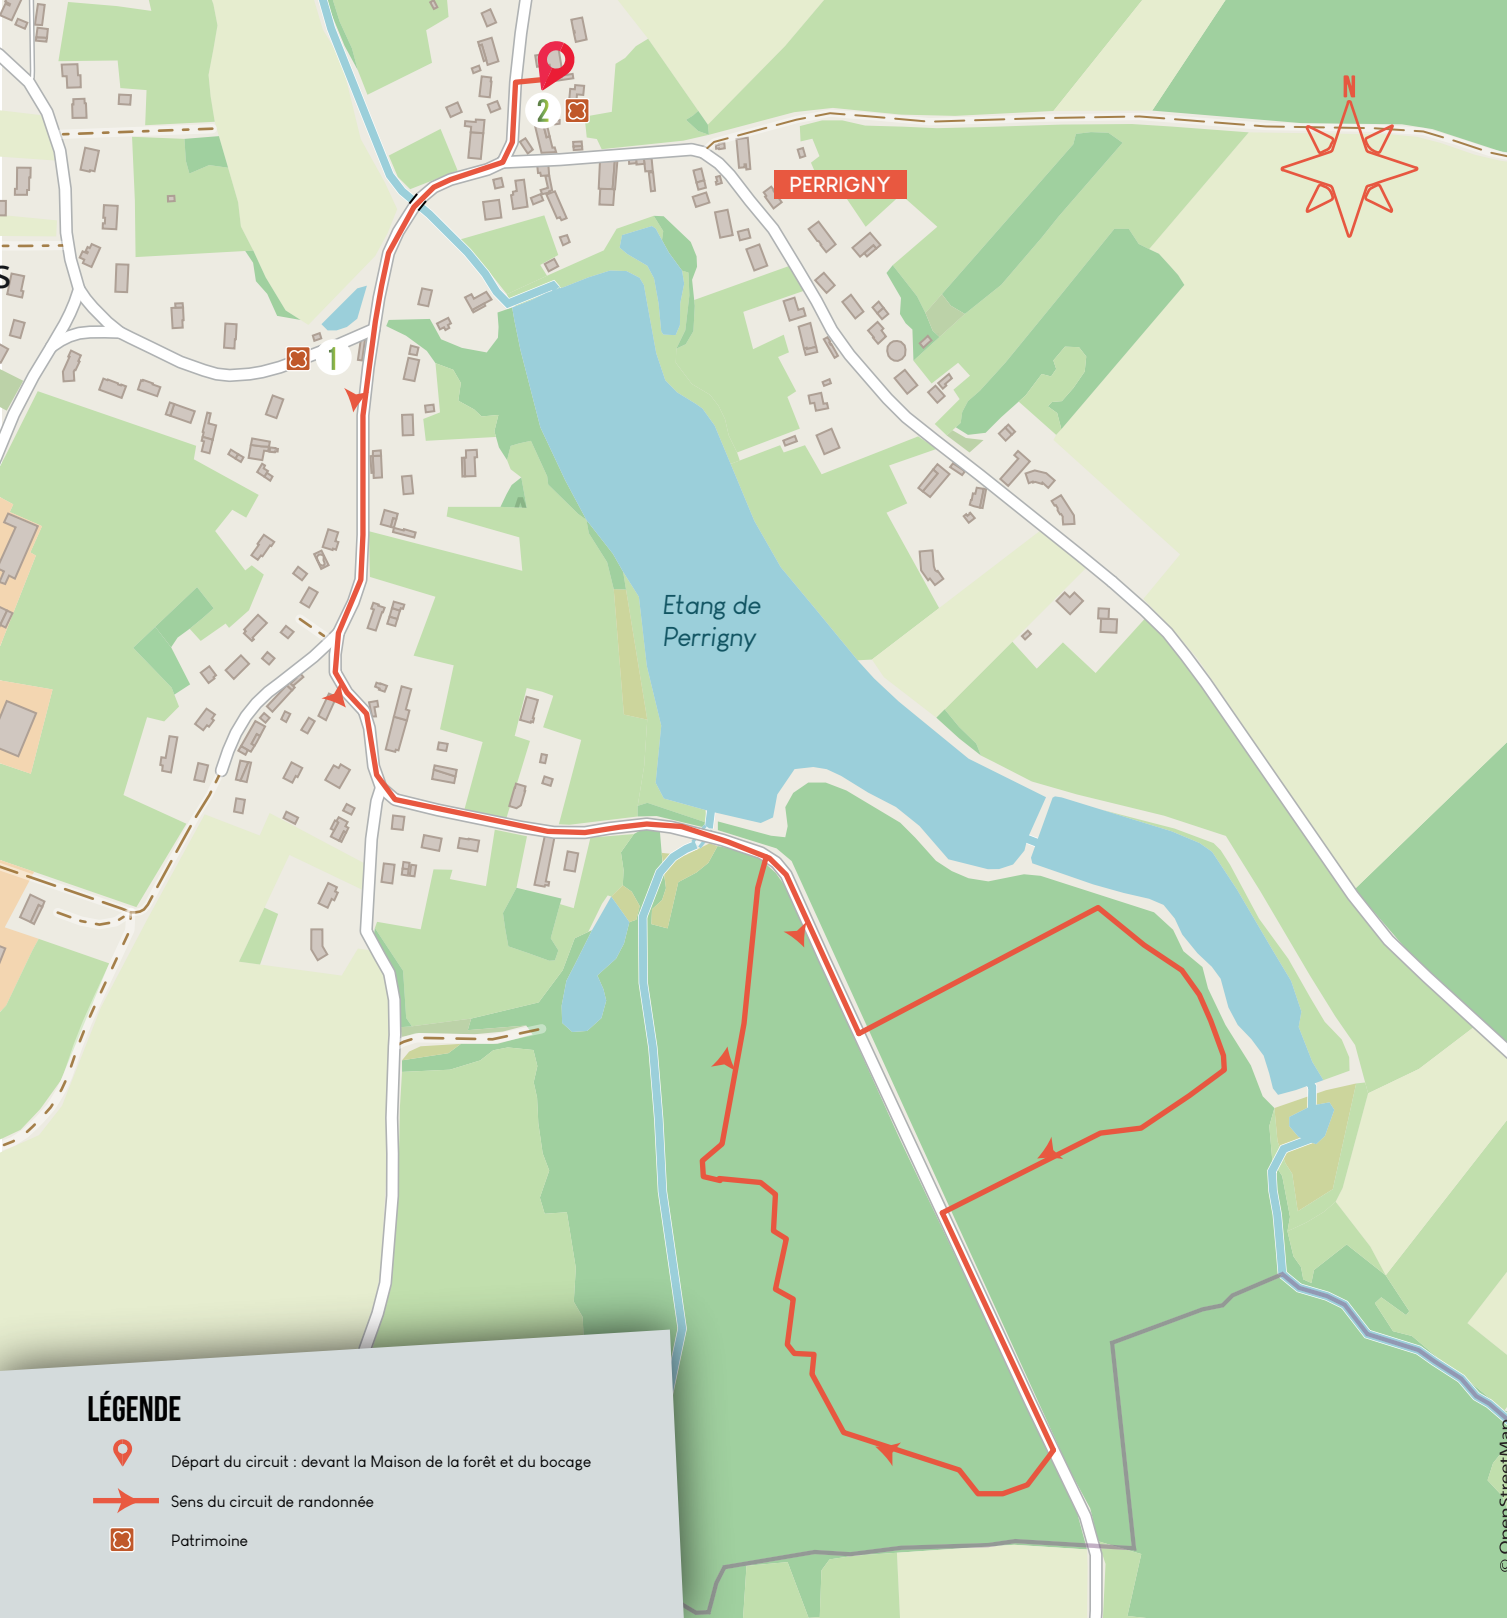 N
2
PERRIGNY
S
1
Etang de
Perrigny
LÉGENDE
Départ du circuit : devant la Maison de la forêt et du bocage
Sens du circuit de randonnée
Patrimoine
© OpenStreetMap